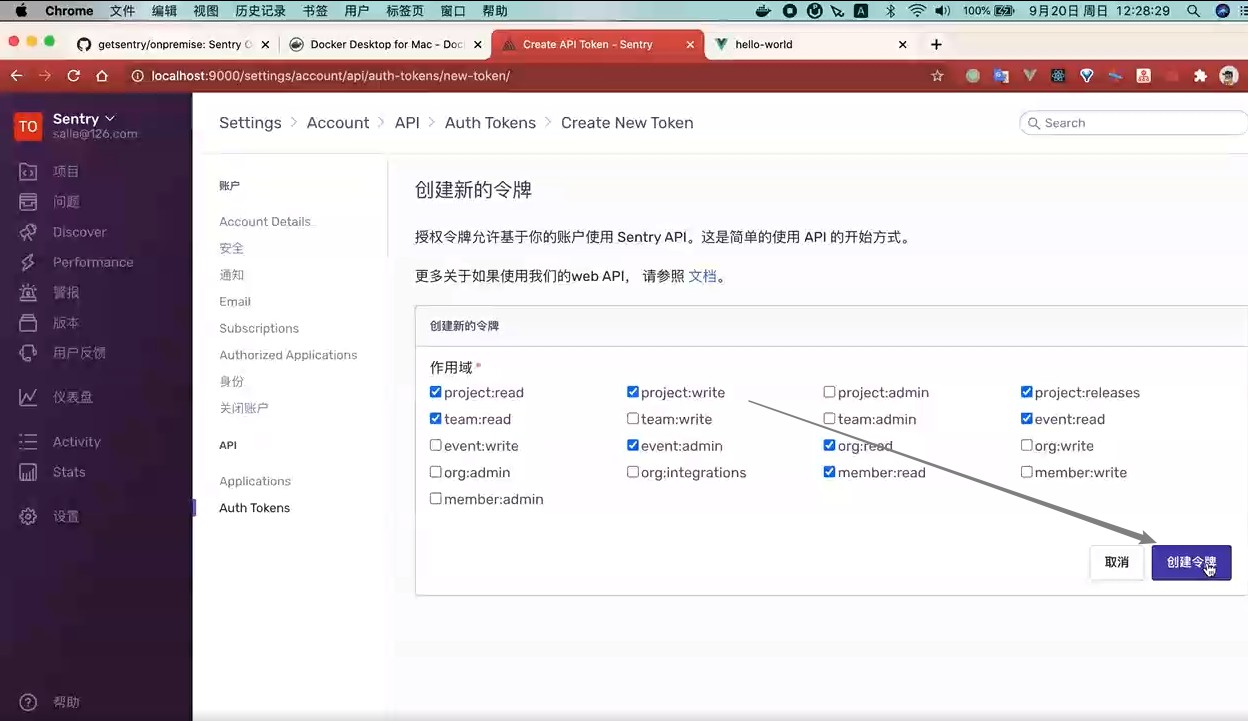 Chrome 文件 编辑 视图 历史记录 书签 用户 标签页 窗口 帮助 A 100% 9月20日 周日 12:28:29
getsentry/onpremise: Sentry
Docker Desktop for Mac - Doc
Create API Token - Sentry
hello-world
localhost:9000/settings/account/api/auth-tokens/new-token/
TO
Sentry
salle@126.com
项目
问题
Discover
Performance
警报
版本
用户反馈
仪表盘
Activity
Stats
设置
帮助
Settings > Account > API > Auth Tokens > Create New Token
Search
账户
Account Details
安全
通知
Email
Subscriptions
Authorized Applications
身份
关闭账户
API
Applications
Auth Tokens
创建新的令牌
授权令牌允许基于你的账户使用 Sentry API。这是简单的使用 API 的开始方式。
更多关于如果使用我们的web API， 请参照 文档。
创建新的令牌
作用域 *
project:read project:write project:admin project:releases
team:read team:write team:admin event:read
event:write event:admin org:read org:write
org:admin org:integrations member:read member:write
member:admin
取消 创建令牌